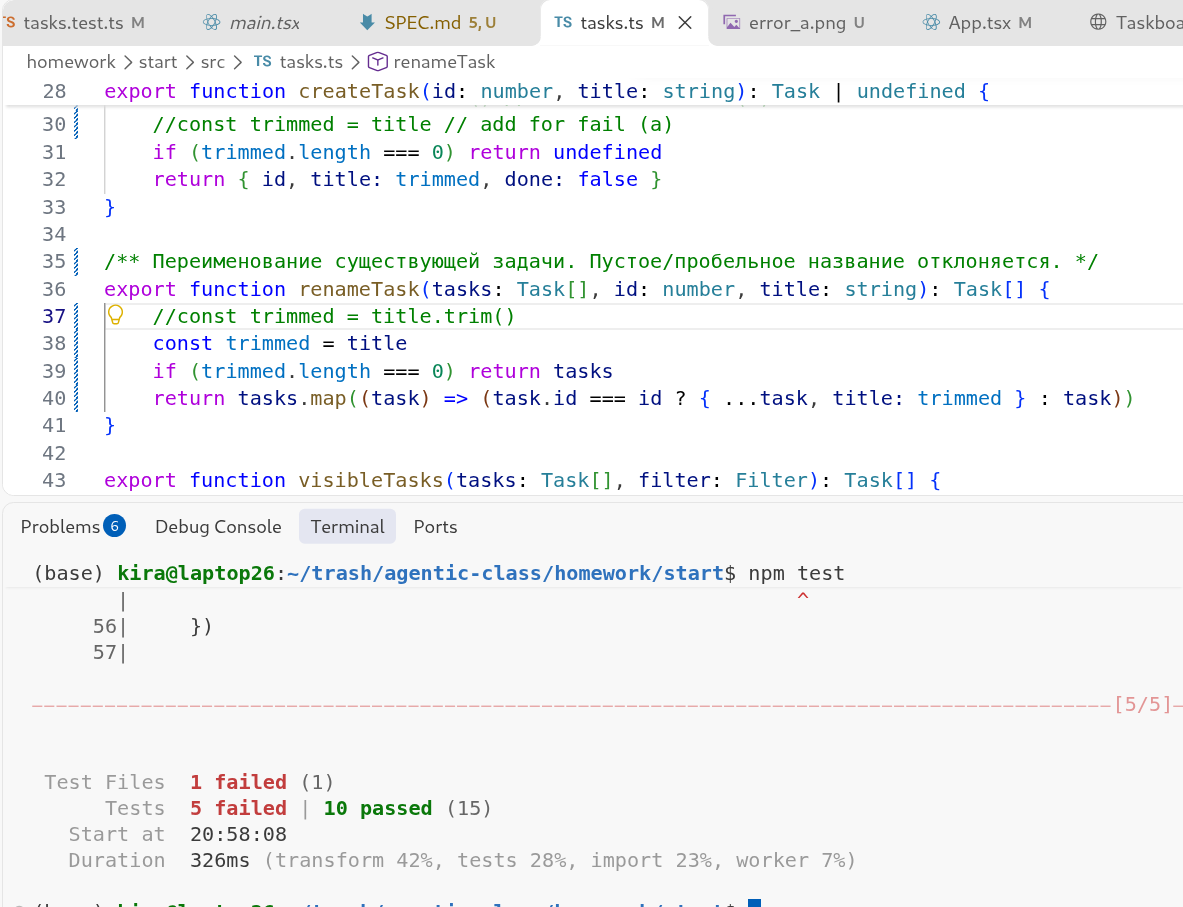 TS tasks.test.ts M main.tsx SPEC.md 5, U TS tasks.ts M error_a.png U App.tsx M Taskboa
homework > start > src > TS tasks.ts > renameTask
28 export function createTask(id: number, title: string): Task | undefined {
30 //const trimmed = title // add for fail (a)
31 if (trimmed.length === 0) return undefined
32 return { id, title: trimmed, done: false }
33 }
34
35 /** Переименование существующей задачи. Пустое/пробельное название отклоняется. */
36 export function renameTask(tasks: Task[], id: number, title: string): Task[] {
37 //const trimmed = title.trim()
38 const trimmed = title
39 if (trimmed.length === 0) return tasks
40 return tasks.map((task) => (task.id === id ? { ...task, title: trimmed } : task))
41 }
42
43 export function visibleTasks(tasks: Task[], filter: Filter): Task[] {
Problems 6 Debug Console Terminal Ports
(base) kira@laptop26:~/trash/agentic-class/homework/start$ npm test
| ^
56| })
57|
[5/5]
Test Files 1 failed (1)
Tests 5 failed | 10 passed (15)
Start at 20:58:08
Duration 326ms (transform 42%, tests 28%, import 23%, worker 7%)